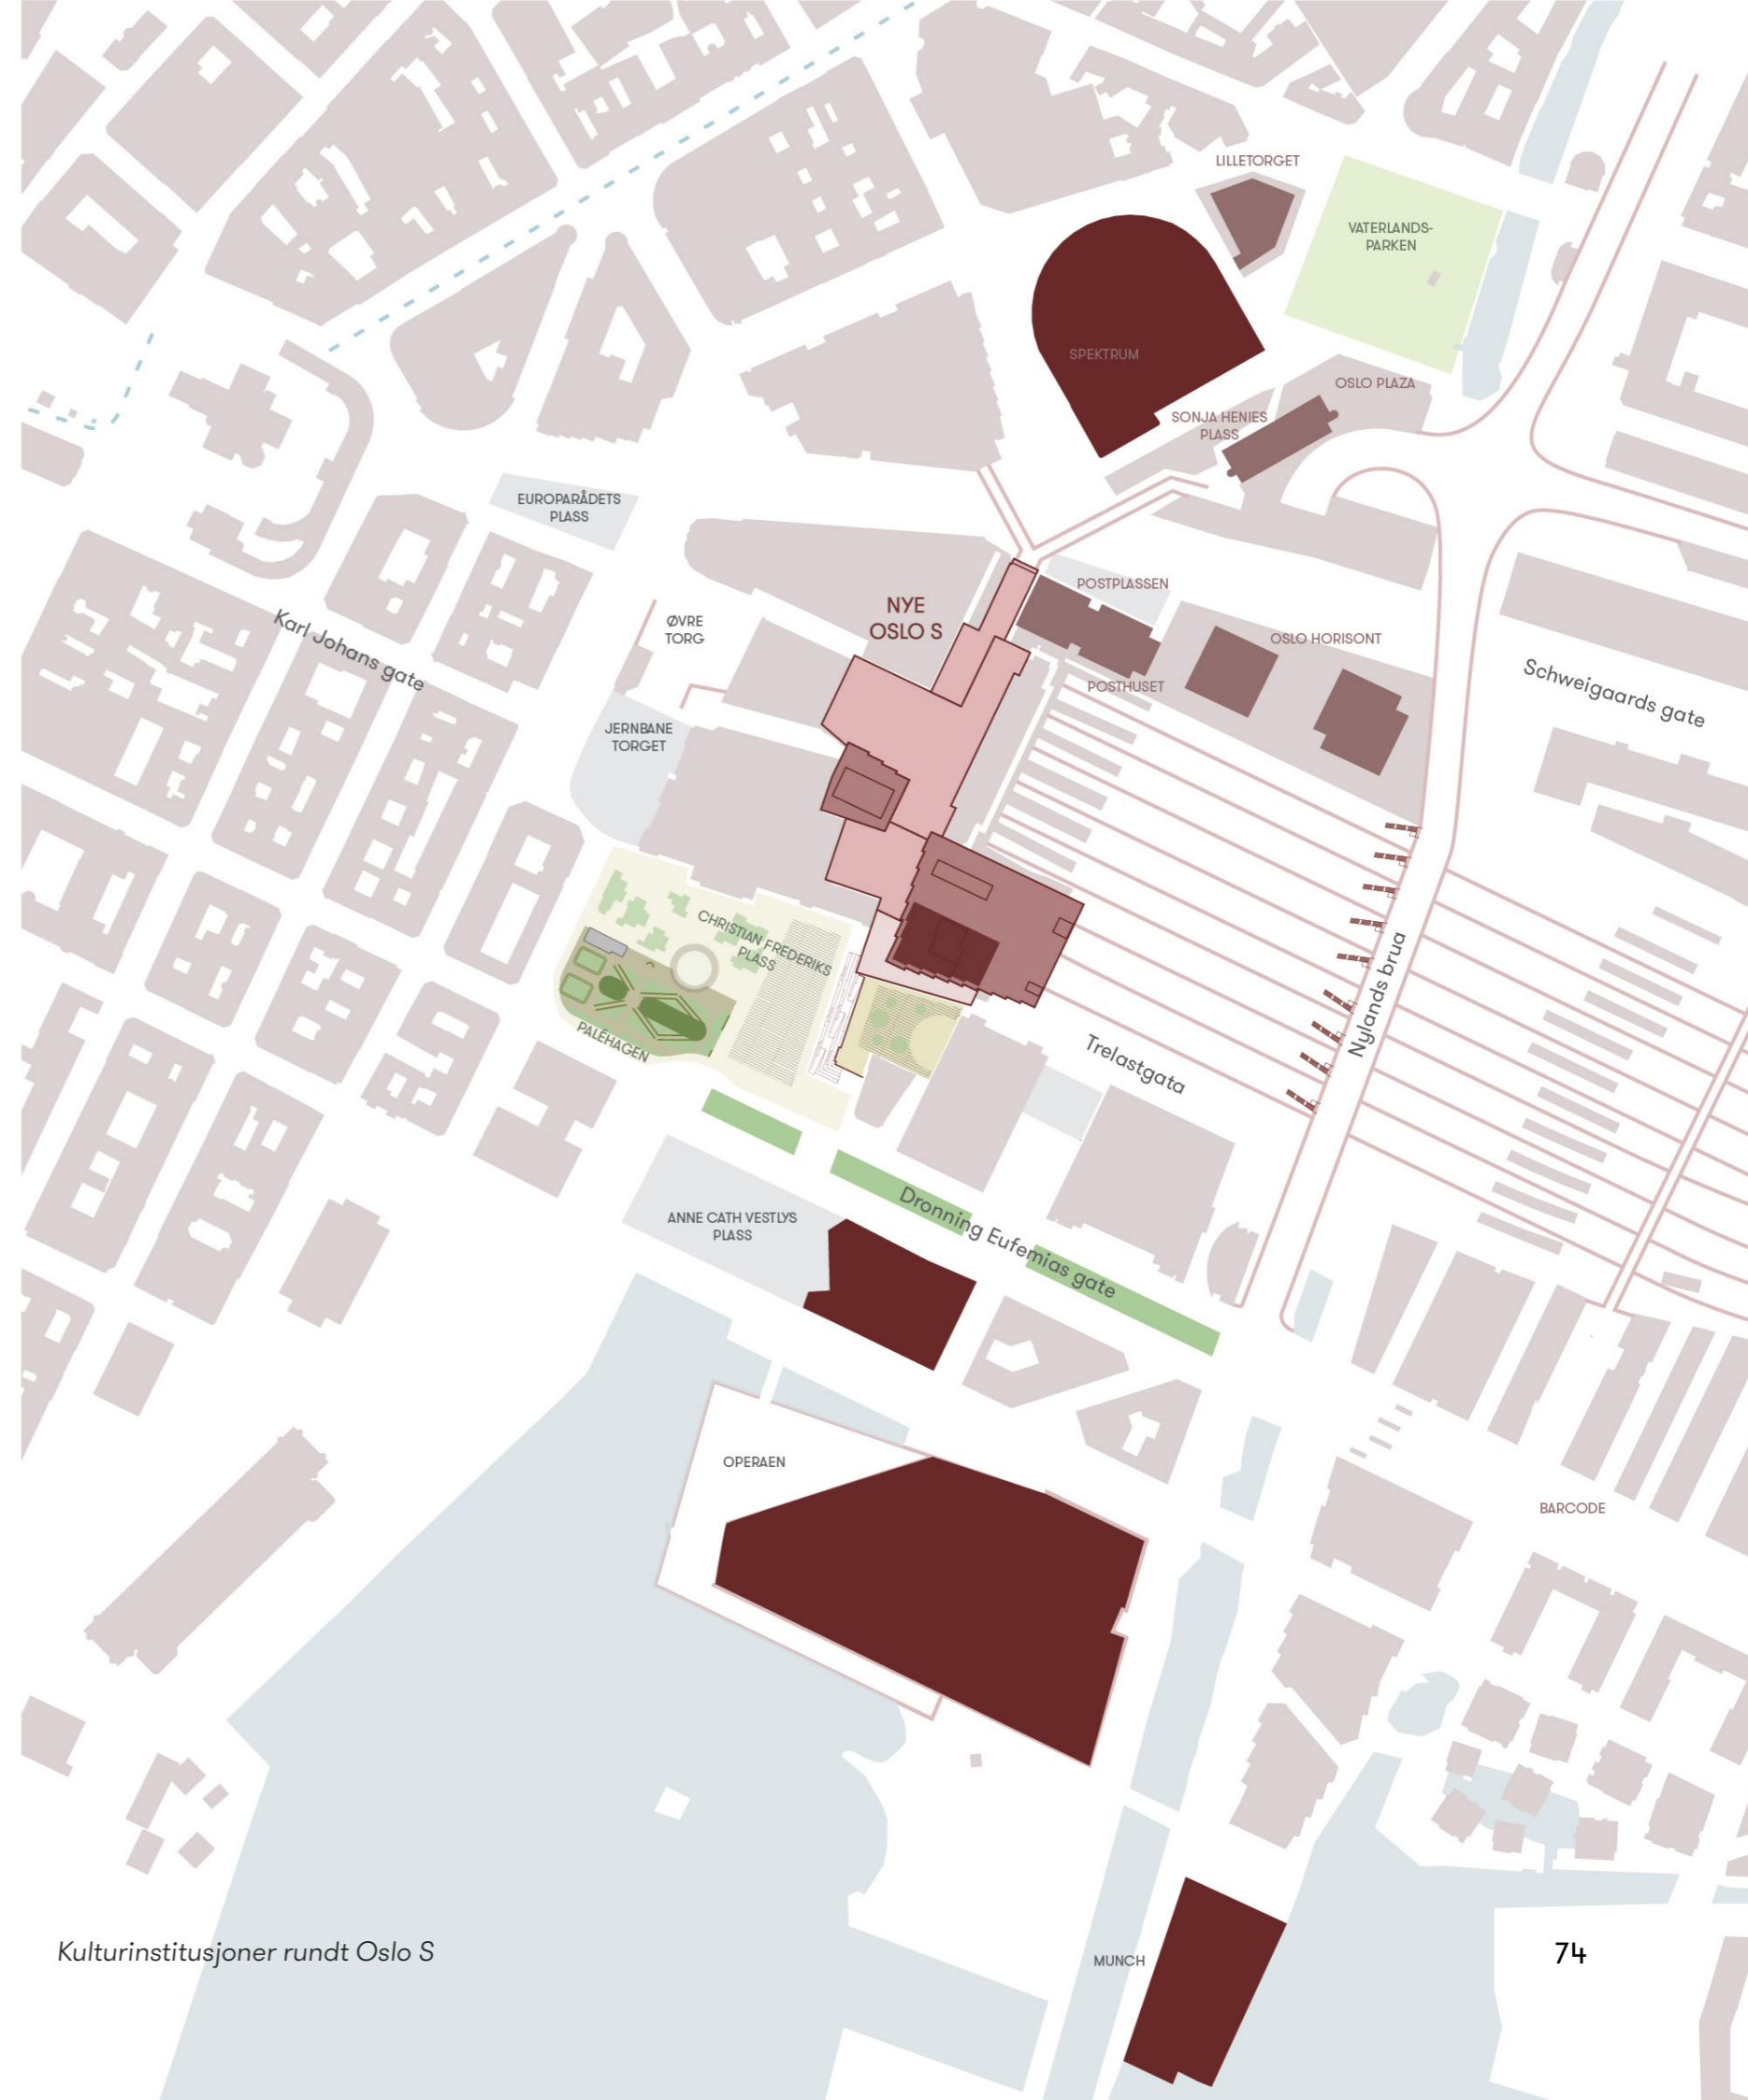 LILLETORGET
VATERLANDS-
PARKEN
SPEKTRUM
OSLO PLAZA
SONJA HENIES
PLASS
EUROPARÅDETS
PLASS
POSTPLASSEN
NYE
OSLO S
ØVRE
TORG
OSLO HORISONT
Karl Johans gate
POSTHUSET
Schweigaards gate
JERNBANE
TORGET
CHRISTIAN FREDERIKS
PLASS
Nylands brua
PALÉHAGEN
Trelastgata
ANNE CATH VESTLYS
PLASS
Dronning Eufemias gate
OPERAEN
BARCODE
Kulturinstitusjoner rundt Oslo S
74
MUNCH